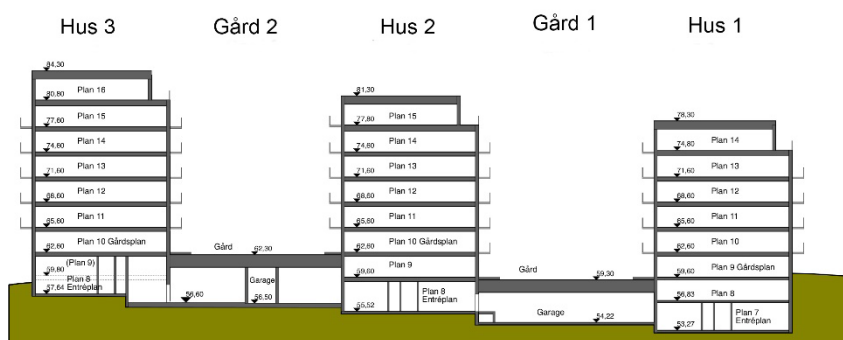 Hus 3
Gård 2
Hus 2
Gård 1
Hus 1
84,30
80,80
Plan 16
77,60
Plan 15
74,60
Plan 14
71,60
Plan 13
68,60
Plan 12
65,60
Plan 11
62,60
Plan 10 Gårdsplan
(Plan 9)
59,80
Plan 8
57,64
Entréplan
Gård
62,30
56,60
Garage
56,50
81,30
77,80
Plan 15
74,60
Plan 14
71,60
Plan 13
68,60
Plan 12
65,60
Plan 11
62,60
Plan 10 Gårdsplan
59,60
Plan 9
Plan 8
Entréplan
55,52
Gård
59,30
Garage
54,22
78,30
74,80
Plan 14
71,60
Plan 13
68,60
Plan 12
65,60
Plan 11
62,60
Plan 10
59,60
Plan 9 Gårdsplan
56,83
Plan 8
Plan 7
Entréplan
53,27